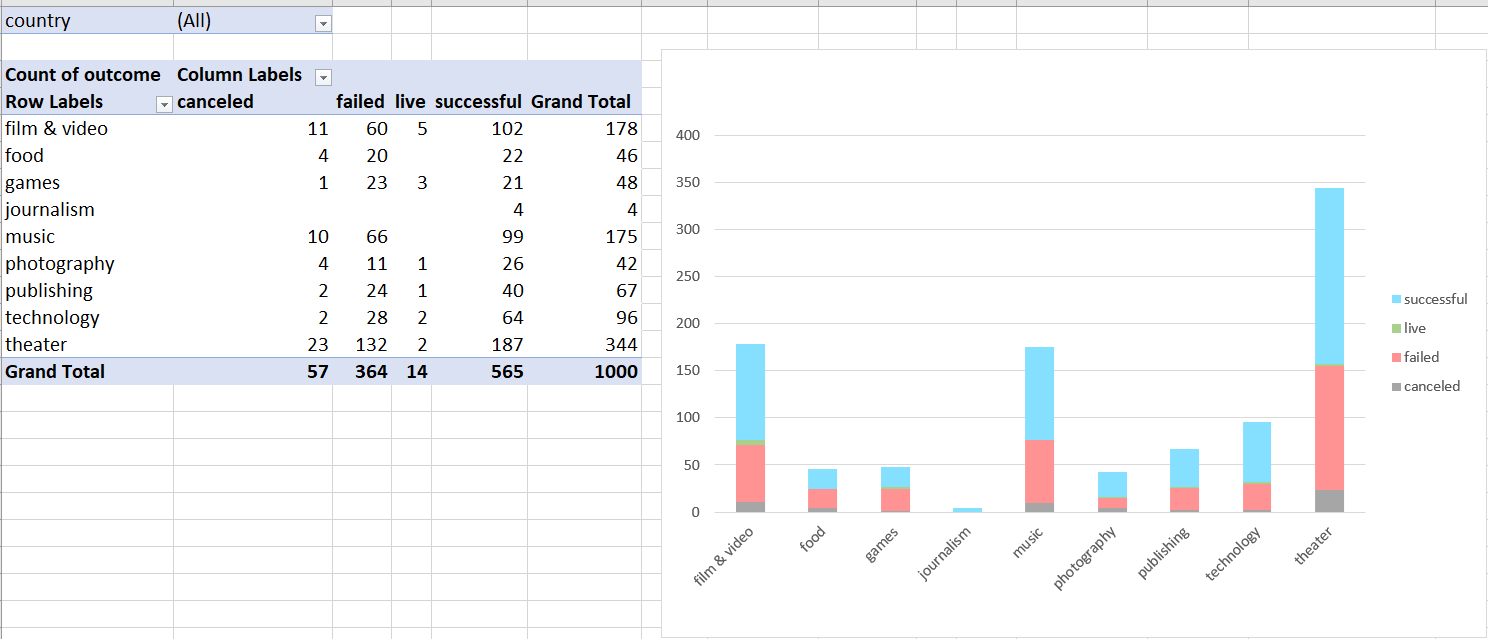 country (All)
Count of outcome Column Labels
Row Labels canceled failed live successful Grand Total
film & video 11 60 5 102 178
food 4 20 22 46
games 1 23 3 21 48
journalism 4 4
music 10 66 99 175
photography 4 11 1 26 42
publishing 2 24 1 40 67
technology 2 28 2 64 96
theater 23 132 2 187 344
Grand Total 57 364 14 565 1000
400
350
300
250
200
150
100
50
0
film & video food games journalism music photography publishing technology theater
successful
live
failed
canceled